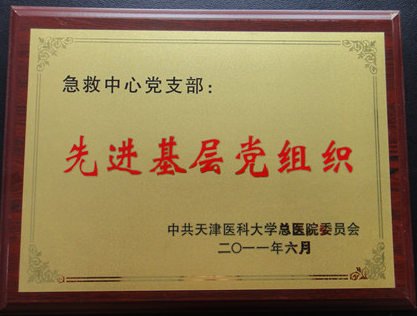 急救中心党支部：
先进基层党组织
中共天津医科大学总医院委员会
二〇一一年六月